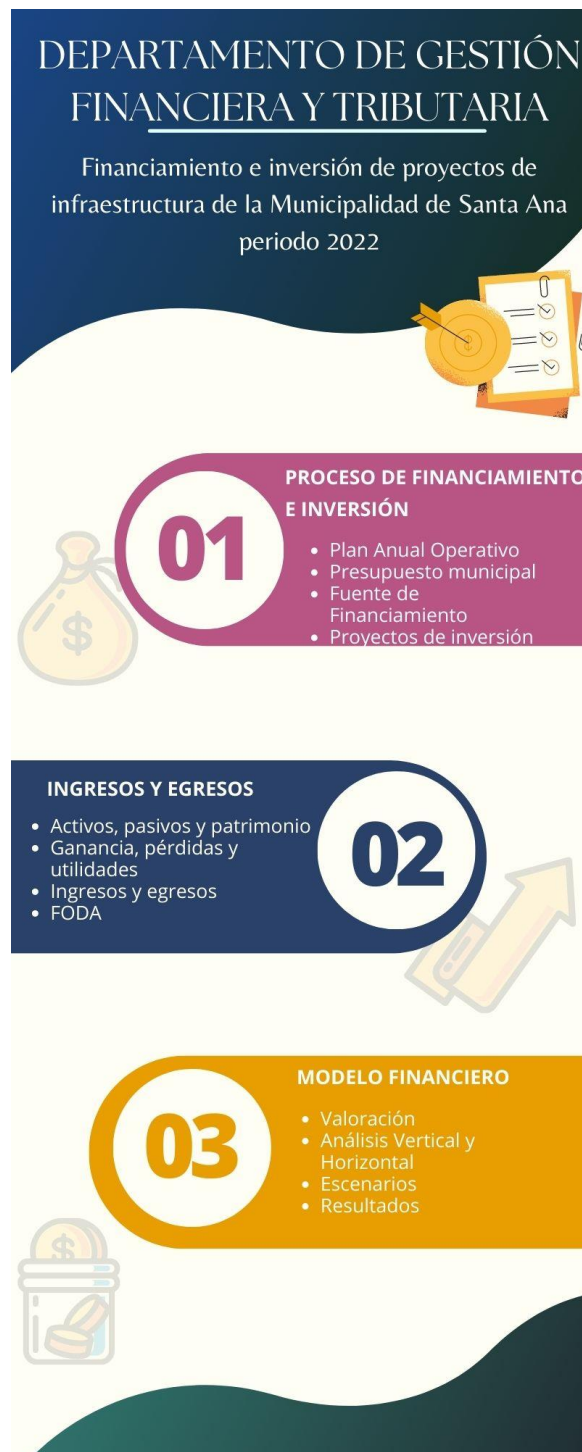 DEPARTAMENTO DE GESTIÓN
FINANCIERA Y TRIBUTARIA
Financiamiento e inversión de proyectos de
infraestructura de la Municipalidad de Santa Ana
periodo 2022
PROCESO DE FINANCIAMIENTO
E INVERSIÓN
01
• Plan Anual Operativo
• Presupuesto municipal
• Fuente de
Financiamiento
• Proyectos de inversión
INGRESOS Y EGRESOS
• Activos, pasivos y patrimonio
• Ganancia, pérdidas y
utilidades
• Ingresos y egresos
• FODA
02
MODELO FINANCIERO
03
• Valoración
• Análisis Vertical y
Horizontal
• Escenarios
• Resultados